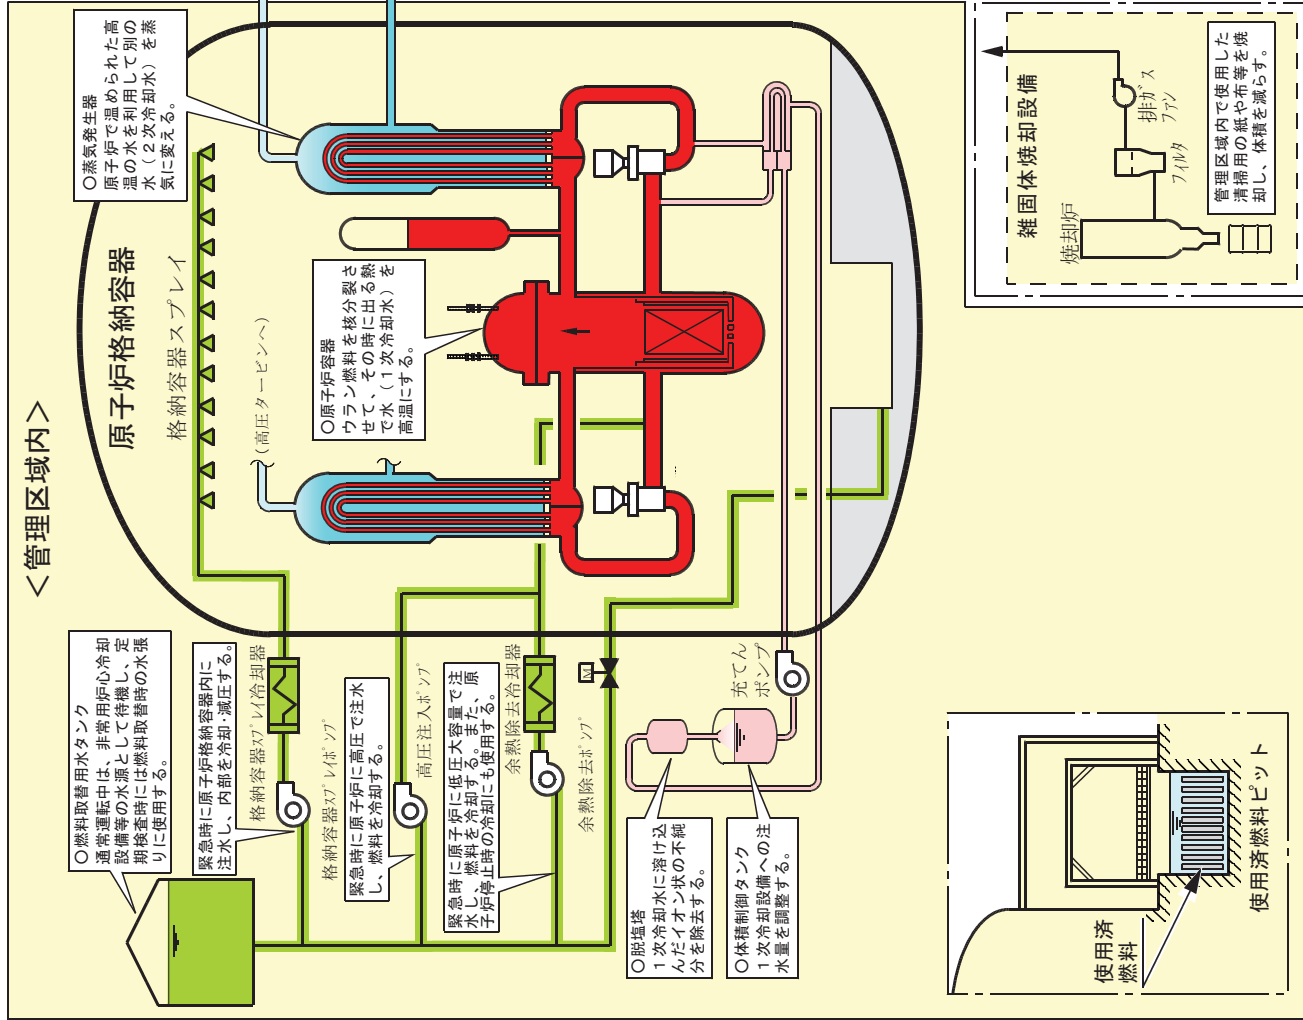 ＜管理区域内＞
○燃料取替用水タンク
通常運転中は、非常用炉心冷却
設備等の水源として待機し、定
期検査時には燃料取替時の水張
りに使用する。
緊急時に原子炉格納容器内に
注水し、内部を冷却・減圧する。
格納容器ｽﾌﾟﾚｲ冷却器
格納容器ｽﾌﾟﾚｲﾎﾟﾝﾌﾟ
緊急時に原子炉に高圧で注水
し、燃料を冷却する。
高圧注入ﾎﾟﾝﾌﾟ
緊急時に原子炉に低圧大容量で注
水し、燃料を冷却する。また、原
子炉停止時の冷却にも使用する。
余熱除去冷却器
余熱除去ﾎﾟﾝﾌﾟ
M
○脱塩塔
１次冷却水に溶け込
んだイオン状の不純
分を除去する。
充てん
ポンプ
○体積制御タンク
１次冷却設備への注
水量を調整する。
原子炉格納容器
格納容器スプレイ
（高圧タービンへ）
○蒸気発生器
原子炉で温められた高
温の水を利用して別の
水（２次冷却水）を蒸
気に変える。
○原子炉容器
ウラン燃料を核分裂さ
せて、その時に出る熱
で水（１次冷却水）を
高温にする。
雑固体焼却設備
焼却炉
フィルタ
排ｶﾞｽ
ﾌｧﾝ
管理区域内で使用した
清掃用の紙や布等を焼
却し、体積を減らす。
使用済
燃料
使用済燃料ピット